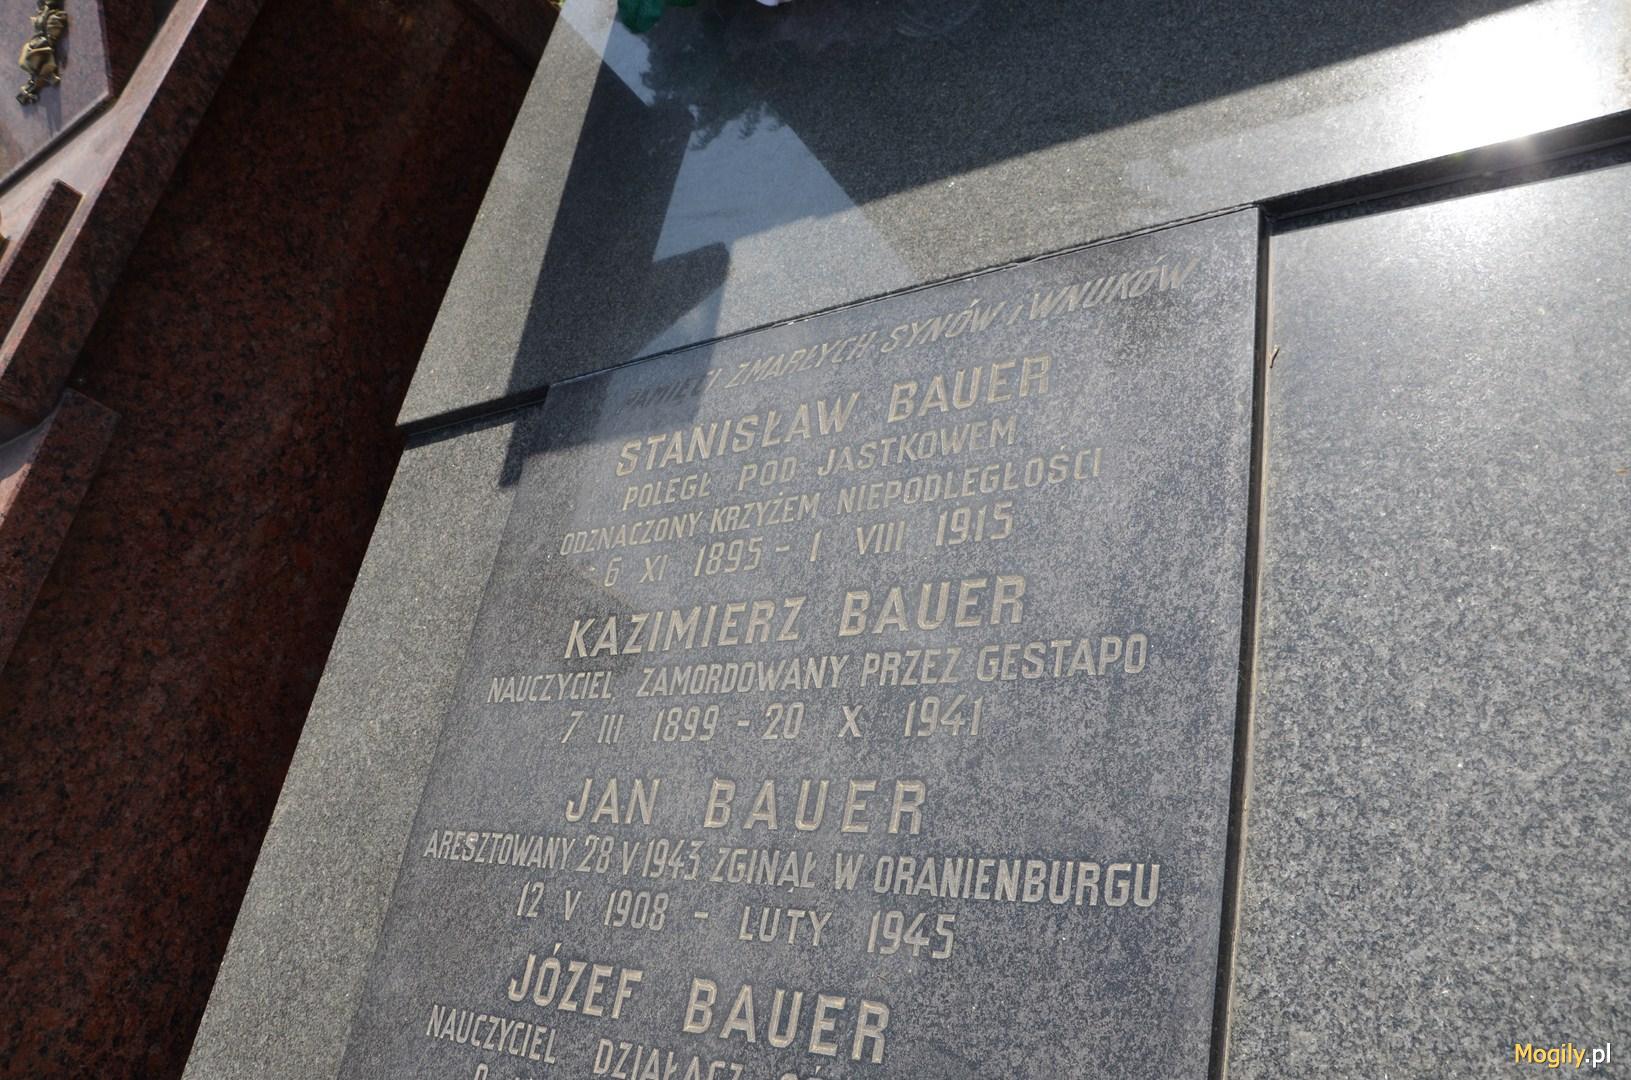 PAMIĘCI ZMARŁYCH SYNÓW i WNUKÓW
STANISŁAW BAUER
POLEGŁ POD JASTKOWEM
ODZNACZONY KRZYŻEM NIEPODLEGŁOŚCI
6 XI 1895 - 1 VIII 1915
KAZIMIERZ BAUER
NAUCZYCIEL, ZAMORDOWANY PRZEZ GESTAPO
7 III 1899 - 20 X 1941
JAN BAUER
ARESZTOWANY 28 V 1943 ZGINĄŁ W ORANIENBURGU
12 V 1908 - LUTY 1945
JÓZEF BAUER
NAUCZYCIEL DZIAŁACZ
Mogily.pl